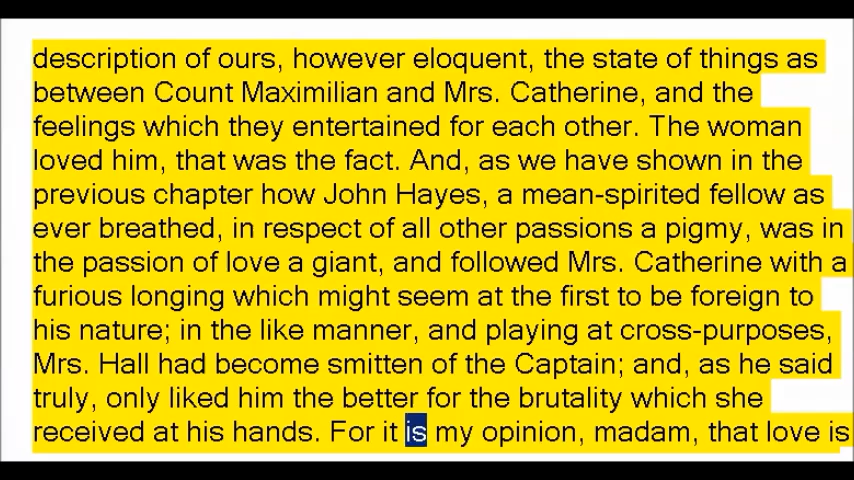 description of ours, however eloquent, the state of things as
between Count Maximilian and Mrs. Catherine, and the
feelings which they entertained for each other. The woman
loved him, that was the fact. And, as we have shown in the
previous chapter how John Hayes, a mean-spirited fellow as
ever breathed, in respect of all other passions a pigmy, was in
the passion of love a giant, and followed Mrs. Catherine with a
furious longing which might seem at the first to be foreign to
his nature; in the like manner, and playing at cross-purposes,
Mrs. Hall had become smitten of the Captain; and, as he said
truly, only liked him the better for the brutality which she
received at his hands. For it is my opinion, madam, that love is